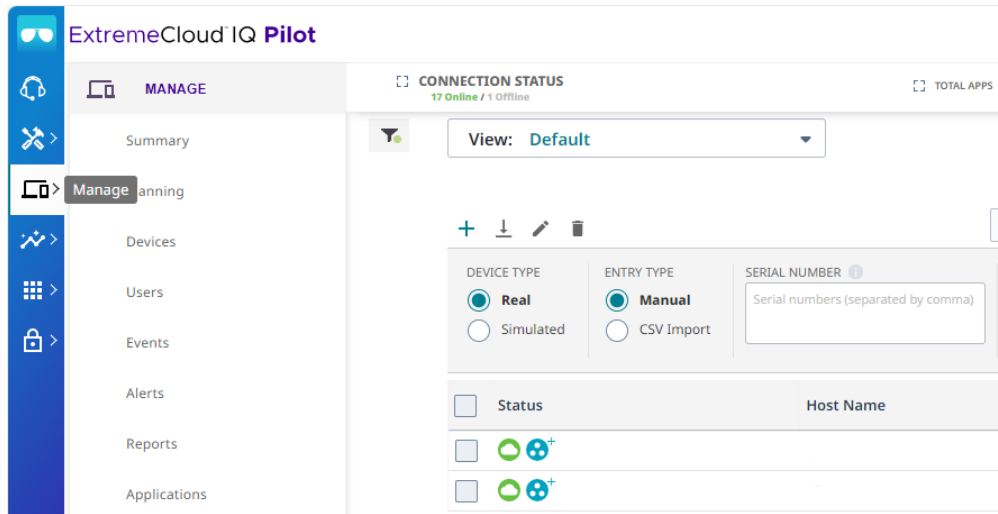 ExtremeCloud™ IQ Pilot
MANAGE
CONNECTION STATUS
17 Online / 1 Offline
TOTAL APPS
Summary
View: Default
Manage
anning
Devices
DEVICE TYPE
ENTRY TYPE
SERIAL NUMBER
Real
Manual
Serial numbers (separated by comma)
Simulated
CSV Import
Users
Events
Alerts
Status
Host Name
Reports
Applications